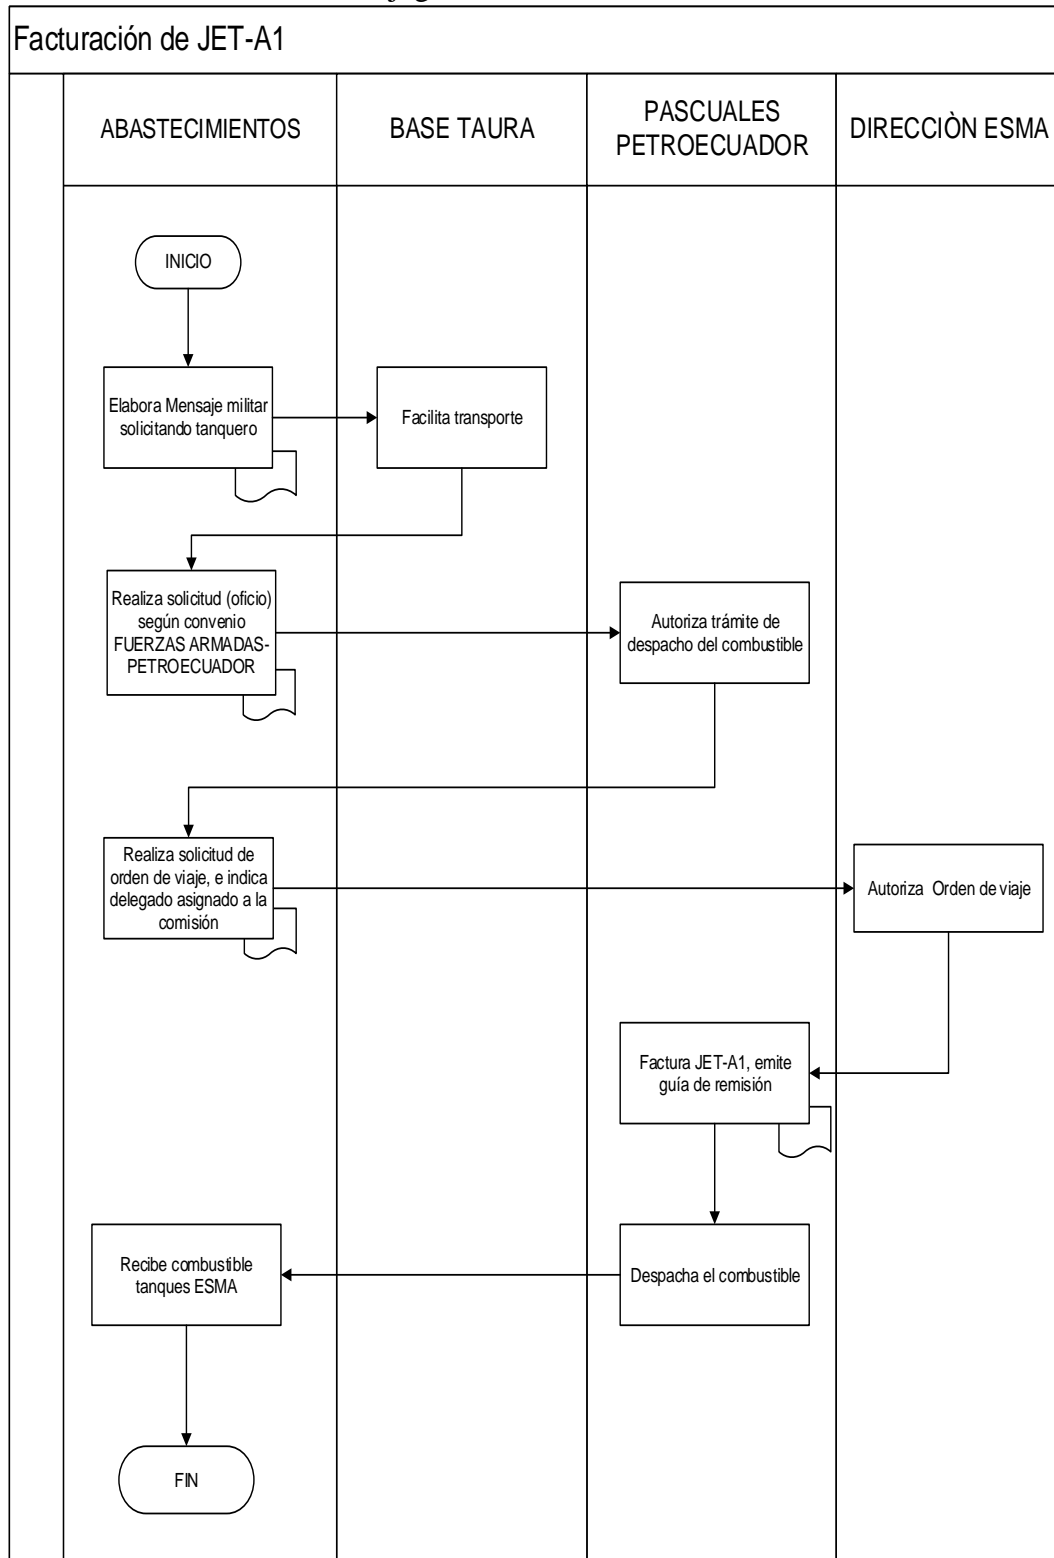 Facturación de JET-A1
ABASTECIMIENTOS
BASE TAURA
PASCUALES
PETROECUADOR
DIRECCIÒN ESMA
INICIO
Elabora Mensaje militar
solicitando tanquero
Facilita transporte
Realiza solicitud (oficio)
según convenio
FUERZAS ARMADAS-
PETROECUADOR
Autoriza trámite de
despacho del combustible
Realiza solicitud de
orden de viaje, e indica
delegado asignado a la
comisión
Autoriza Orden de viaje
Factura JET-A1, emite
guía de remisión
Recibe combustible
tanques ESMA
Despacha el combustible
FIN